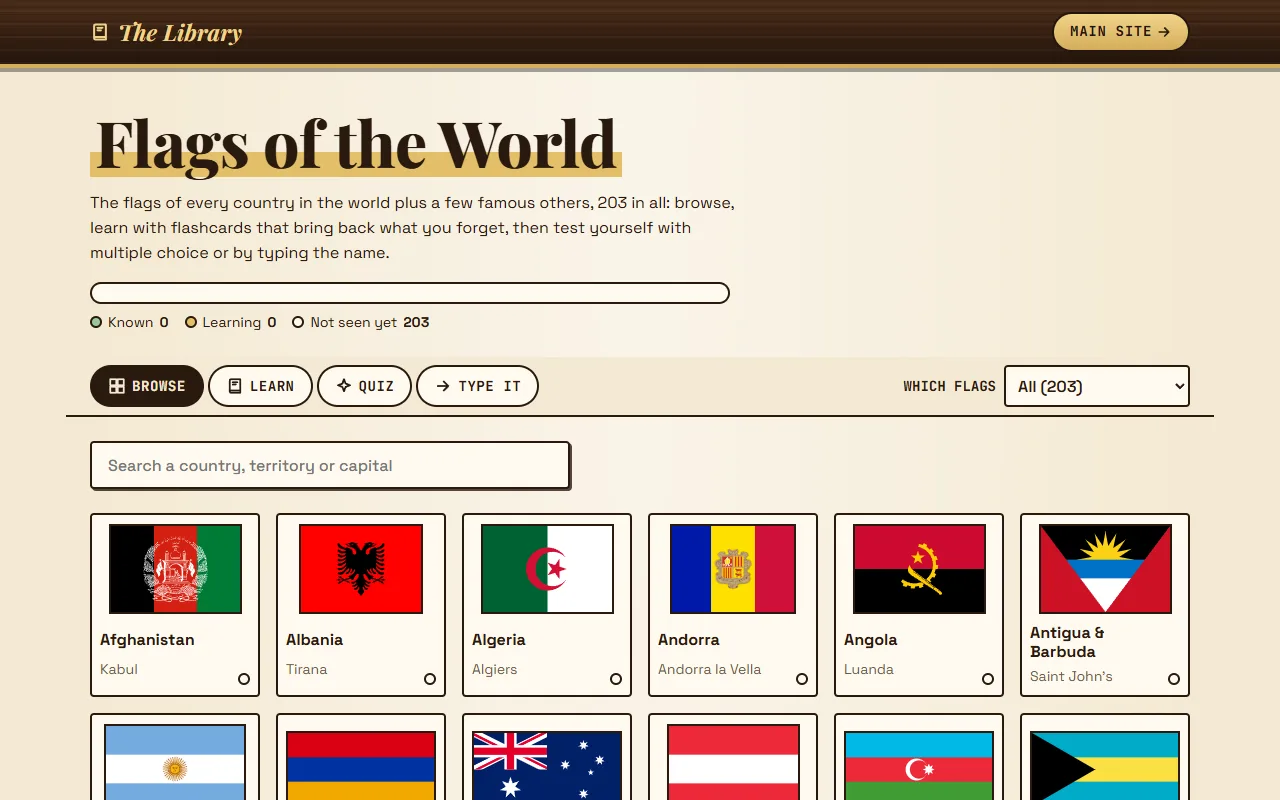 The Library
MAIN SITE →
Flags of the World
The flags of every country in the world plus a few famous others, 203 in all: browse,
learn with flashcards that bring back what you forget, then test yourself with
multiple choice or by typing the name.
Known 0 Learning 0 Not seen yet 203
BROWSE LEARN QUIZ → TYPE IT WHICH FLAGS All (203)
Search a country, territory or capital
Afghanistan
Kabul
Albania
Tirana
Algeria
Algiers
Andorra
Andorra la Vella
Angola
Luanda
Antigua &
Barbuda
Saint John's